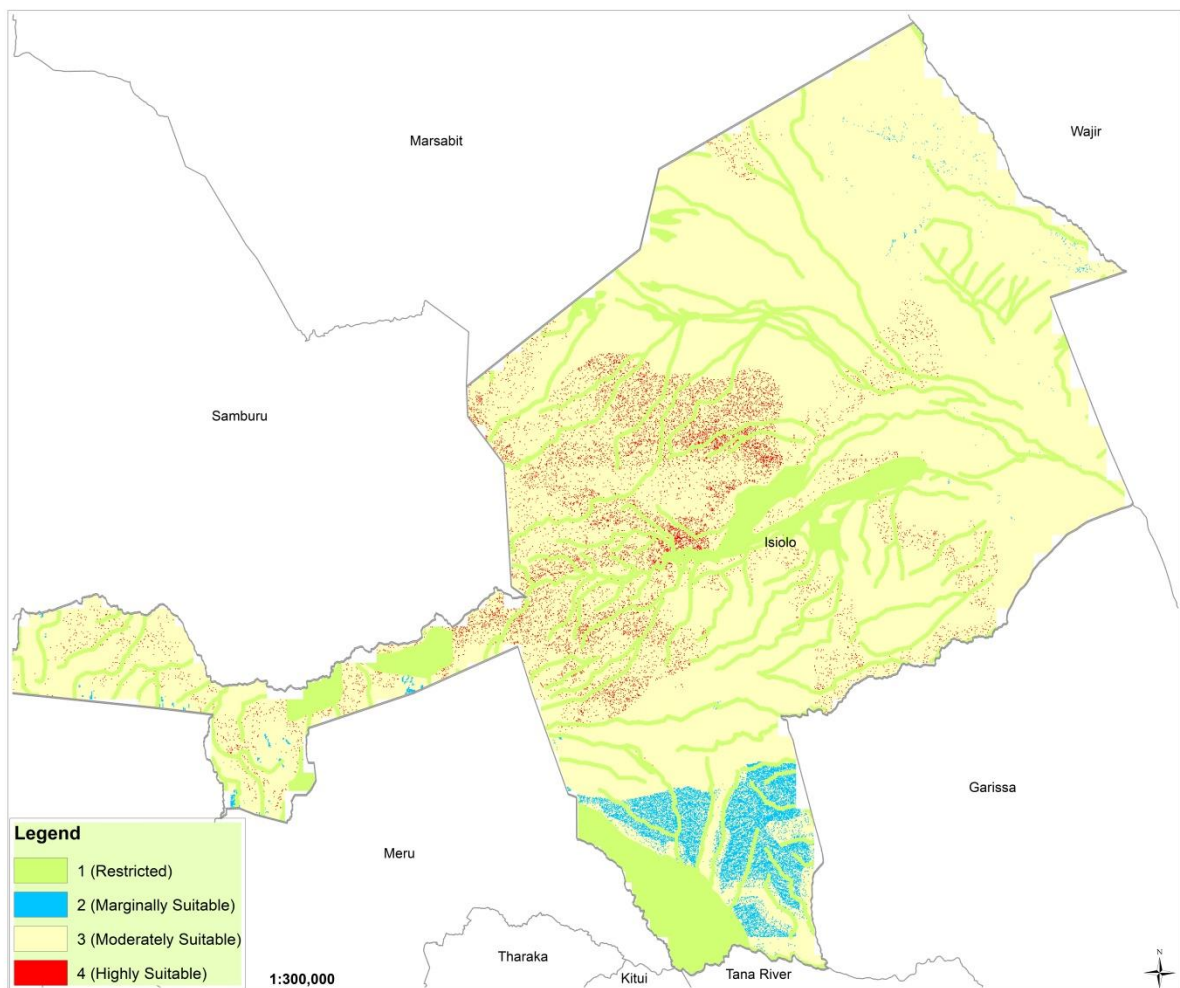 Marsabit
Wajir
Samburu
Isiolo
Garissa
Meru
Tharaka
Kitui
Tana River
Legend
1 (Restricted)
2 (Marginally Suitable)
3 (Moderately Suitable)
4 (Highly Suitable)
1:300,000
N